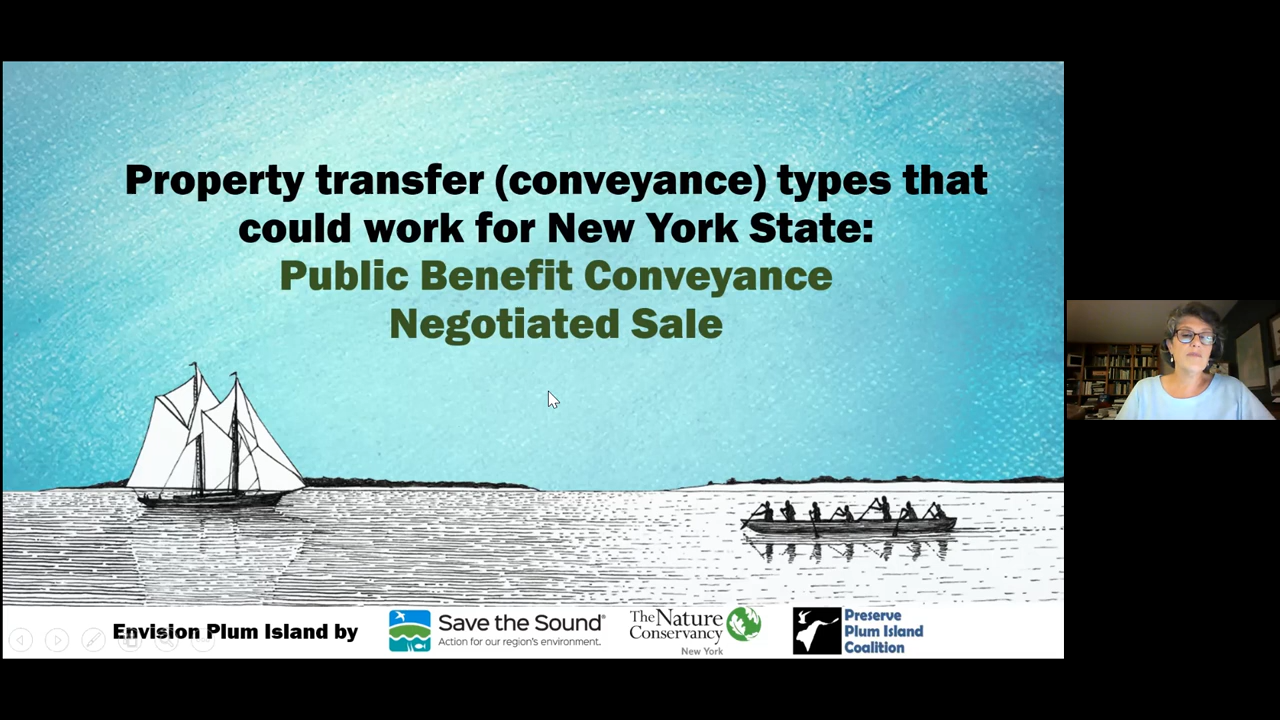 Property transfer (conveyance) types that
could work for New York State:
Public Benefit Conveyance
Negotiated Sale
Envision Plum Island by
Save the Sound®
Action for our region's environment.
The Nature
Conservancy
New York
Preserve
Plum Island
Coalition